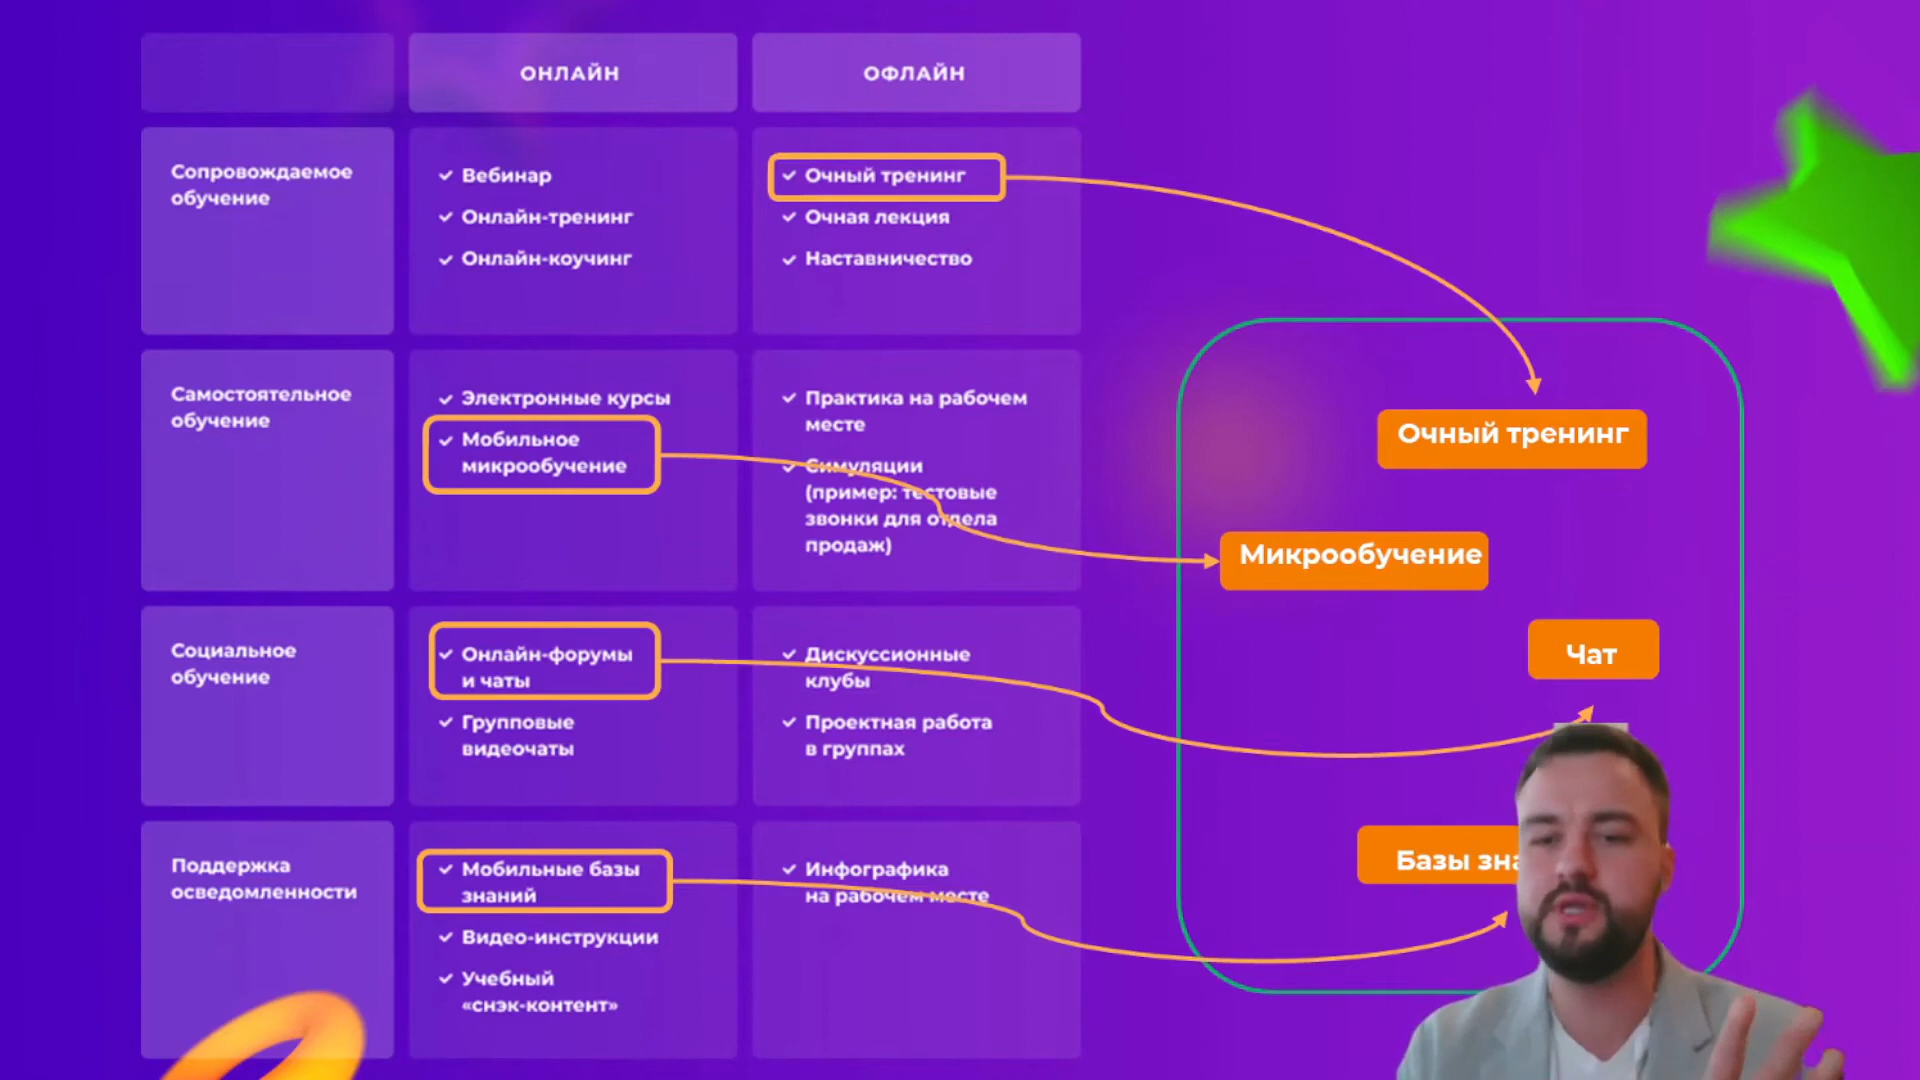 ОНЛАЙН
ОФЛАЙН
Сопровождаемое
обучение
Вебинар
Онлайн-тренинг
Онлайн-коучинг
Очный тренинг
Очная лекция
Наставничество
Самостоятельное
обучение
Электронные курсы
Мобильное
микрообучение
Практика на рабочем
месте
Симуляции
(пример: тестовые
звонки для отдела
продаж)
Социальное
обучение
Онлайн-форумы
и чаты
Групповые
видеочаты
Дискуссионные
клубы
Проектная работа
в группах
Поддержка
осведомленности
Мобильные базы
знаний
Видео-инструкции
Учебный
«снэк-контент»
Инфографика
на рабочем месте
Очный тренинг
Микрообучение
Чат
Базы